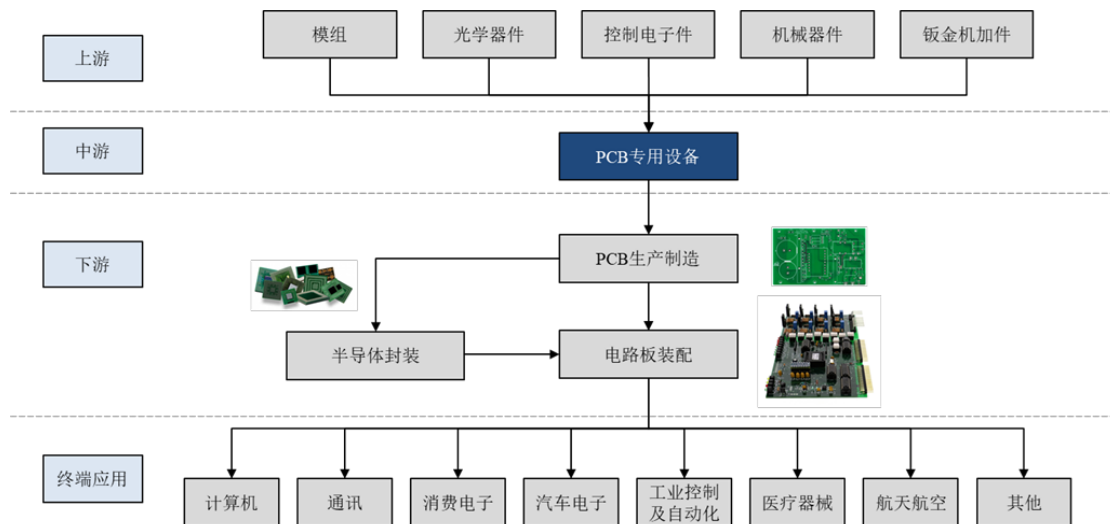 上游
模组
光学器件
控制电子件
机械器件
钣金机加件
中游
PCB专用设备
下游
PCB生产制造
半导体封装
电路板装配
终端应用
计算机
通讯
消费电子
汽车电子
工业控制
及自动化
医疗器械
航天航空
其他